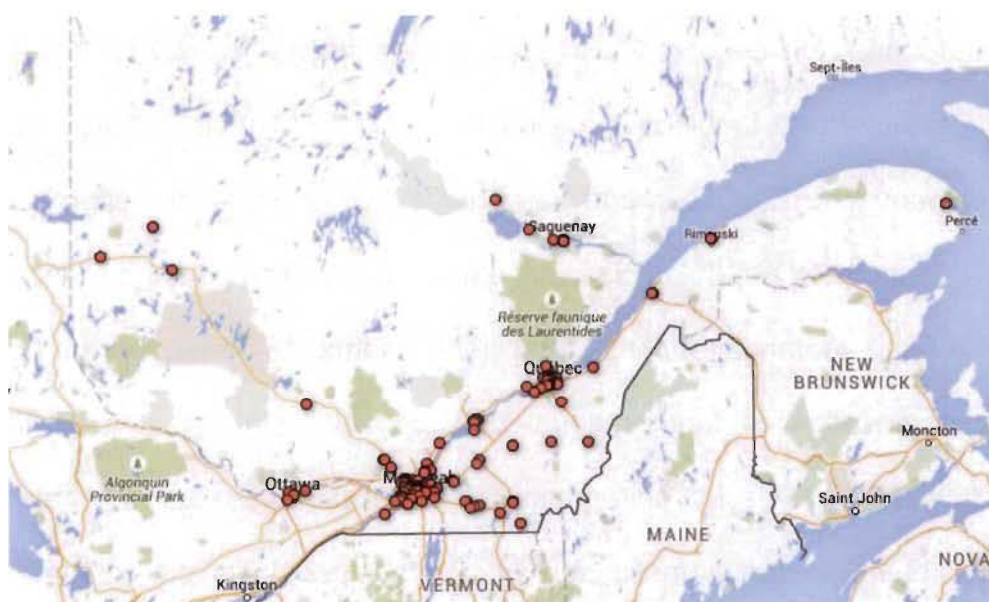 Sept-Îles
Saguenay
Rimouski
Percé
Réserve faunique
des Laurentides
Québec
NEW
BRUNSWICK
Moncton
Algonquin
Provincial Park
Ottawa
Saint John
MAINE
NOVA
Kingston
VERMONT